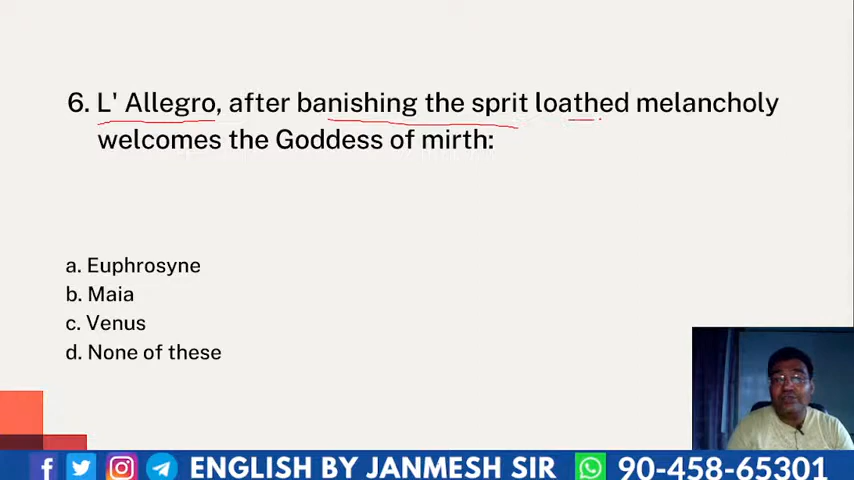 6. L' Allegro, after banishing the sprit loathed melancholy
welcomes the Goddess of mirth:
a. Euphrosyne
b. Maia
c. Venus
d. None of these
ENGLISH BY JANMESH SIR 90-458-65301